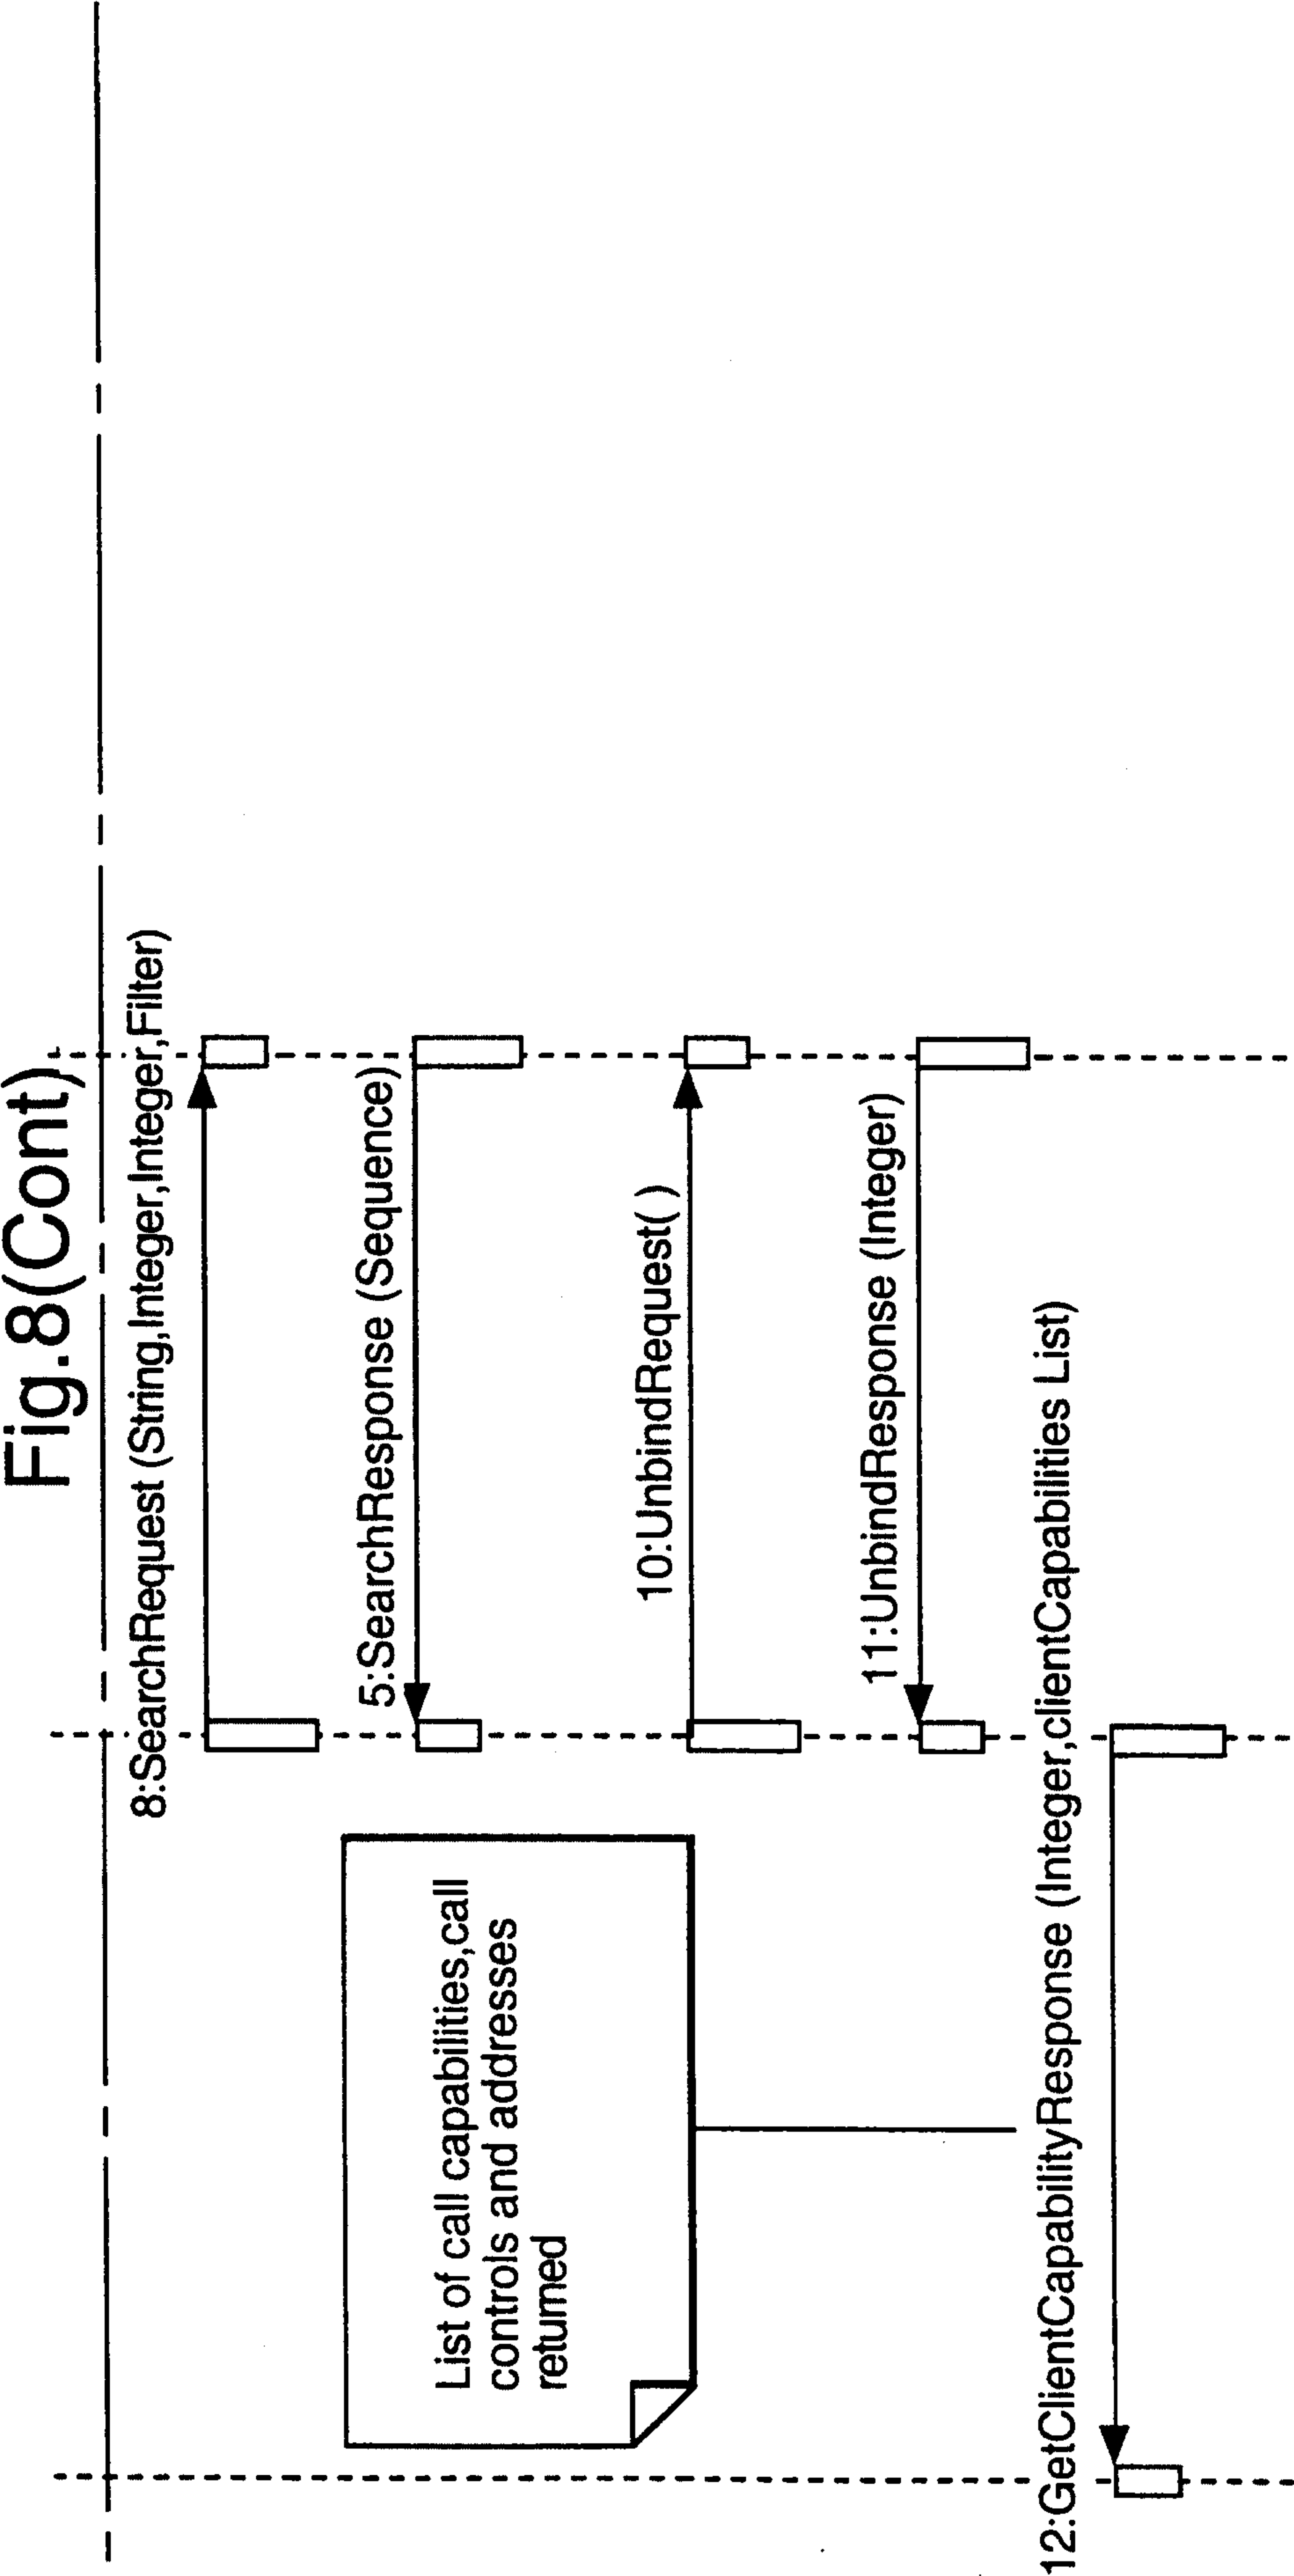 Fig.8(Cont)
8:SearchRequest (String,Integer,Integer,Filter)
5:SearchResponse (Sequence)
List of call capabilities,call
controls and addresses
returned
10:UnbindRequest( )
11:UnbindResponse (Integer)
12:GetClientCapabilityResponse (Integer,clientCapabilities List)